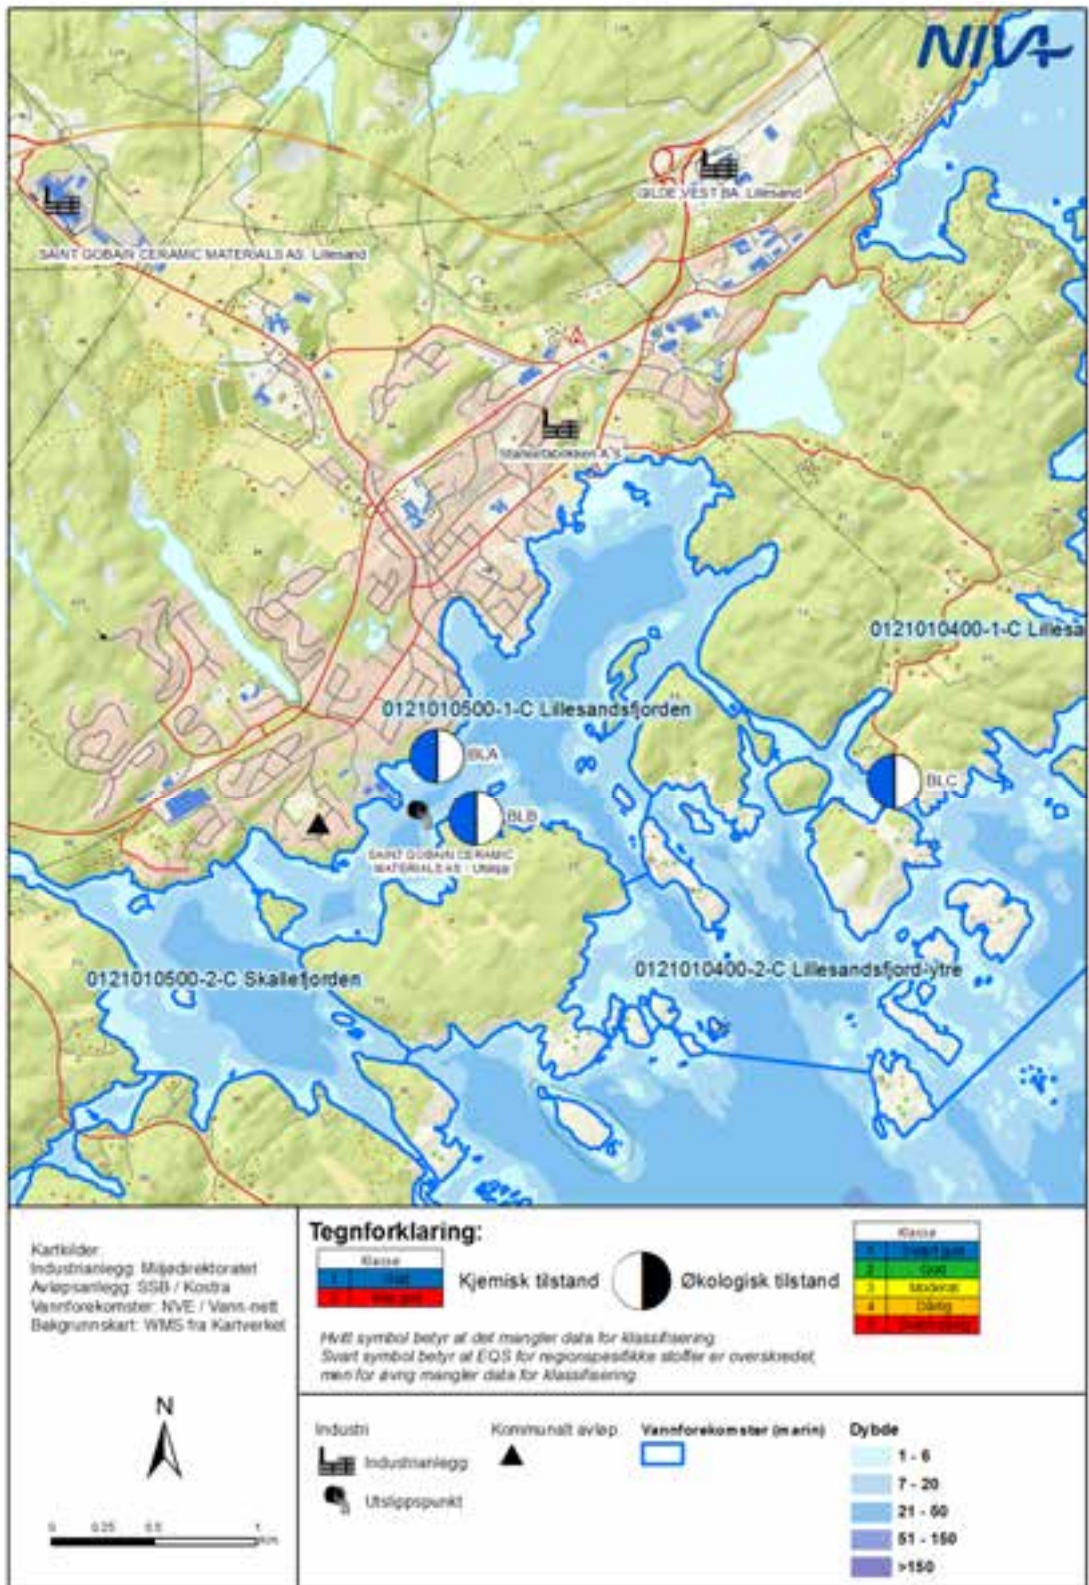 NIVA
GILDE VEST BA. Lillesand
SAINT GOBAIN CERAMIC MATERIALS AS. Lillesand
0121010400-1-C Lillesa
0121010500-1-C Lillesandsfjorden
BLA
BLB
BLC
SAINT GOBAIN CERAMIC
MATERIALS AS - Utslipp
0121010500-2-C Skallefjorden
0121010400-2-C Lillesandsfjord-ytre
Kartkilder:
Industrianlegg: Miljødirektoratet
Avløpsanlegg: SSB / Kostra
Vannforekomster: NVE / Vann-nett
Bakgrunnskart: WMS fra Kartverket
N
0 0.25 0.5 1
Km
Tegnforklaring:
Klasse
1 God
Kjemisk tilstand
Økologisk tilstand
Klasse
1 Svært god
2 God
3 Moderat
4 Dårlig
Hvitt symbol betyr at det mangler data for klassifisering
Svart symbol betyr at EQS for regionspesifikke stoffer er overskredet,
men for øvrig mangler data for klassifisering
Industri
Industrianlegg
Utslippspunkt
Kommunalt avløp
Vannforekomster (marin)
Dybde
1 - 6
7 - 20
21 - 50
51 - 150
>150